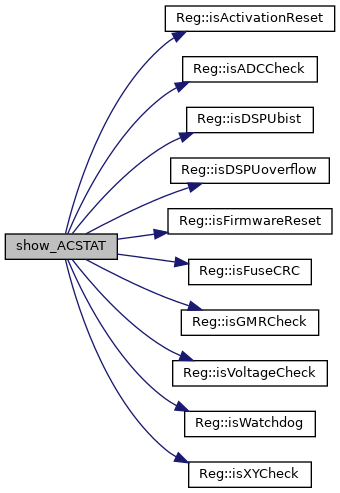 show_ACSTAT
Reg::isActivationReset
Reg::isADCCheck
Reg::isDSPUbist
Reg::isDSPUoverflow
Reg::isFirmwareReset
Reg::isFuseCRC
Reg::isGMRCheck
Reg::isVoltageCheck
Reg::isWatchdog
Reg::isXYCheck